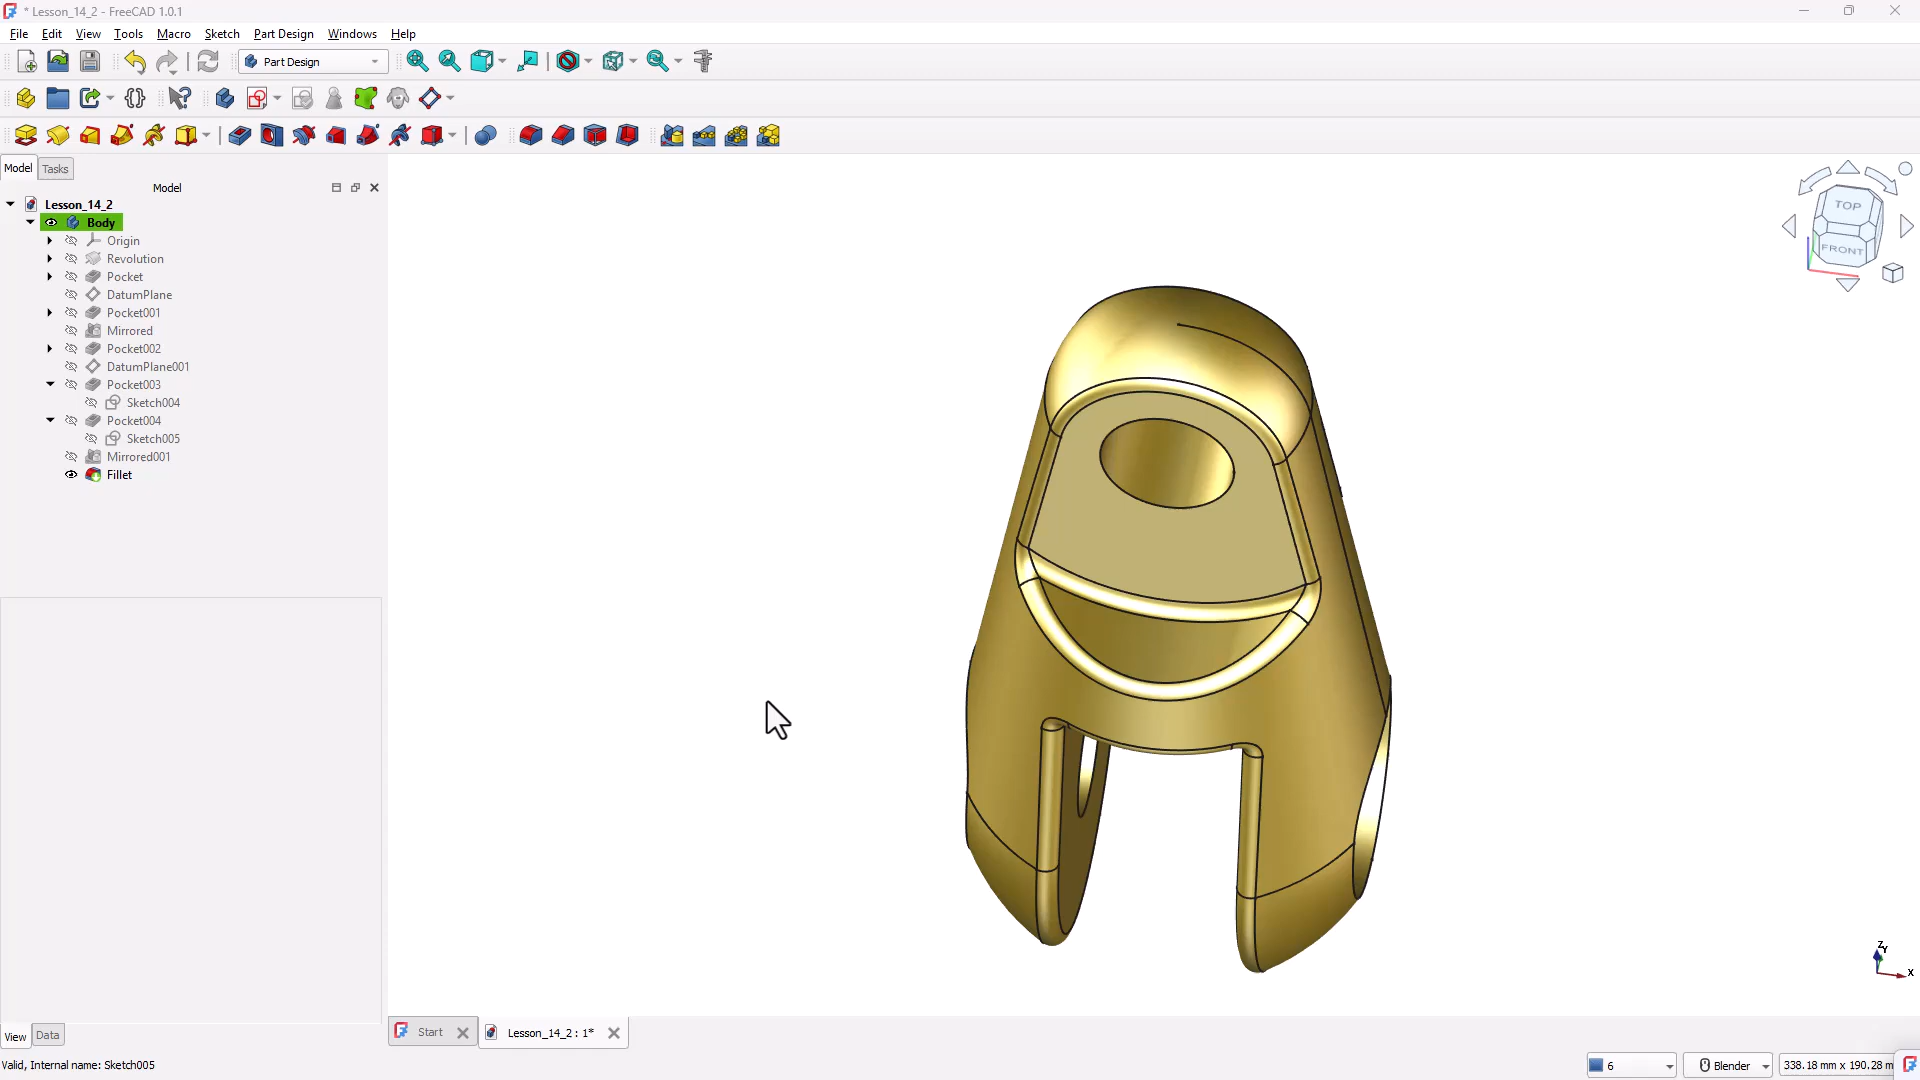 * Lesson_14_2 - FreeCAD 1.0.1
File Edit View Tools Macro Sketch Part Design Windows Help
Part Design
Model Tasks
Model
Lesson_14_2
Body
Origin
Revolution
Pocket
DatumPlane
Pocket001
Mirrored
Pocket002
DatumPlane001
Pocket003
Sketch004
Pocket004
Sketch005
Mirrored001
Fillet
TOP
FRONT
Z
Y
X
View Data
Start
Lesson_14_2 : 1*
Valid, Internal name: Sketch005
6
Blender
338.18 mm x 190.28 m